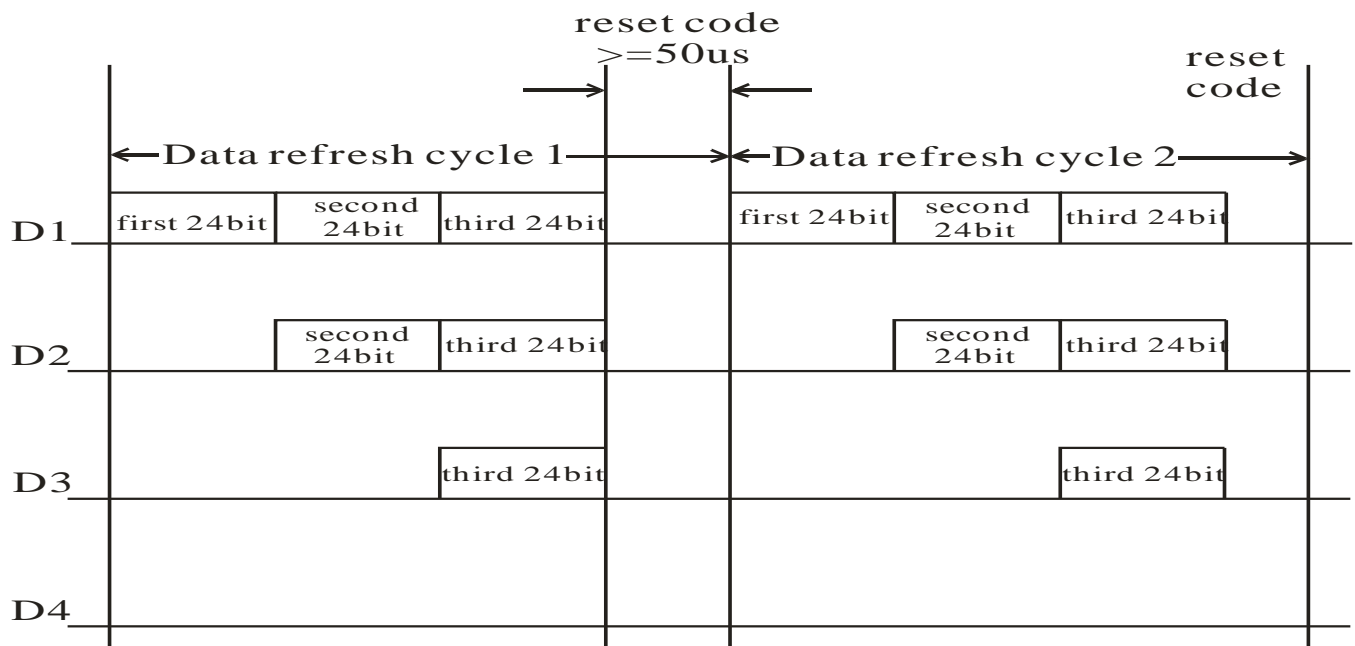 reset code
>=50us
reset
code
Data refresh cycle 1
Data refresh cycle 2
D1
first 24bit
second
24bit
third 24bit
first 24bit
second
24bit
third 24bit
D2
second
24bit
third 24bit
second
24bit
third 24bit
D3
third 24bit
third 24bit
D4